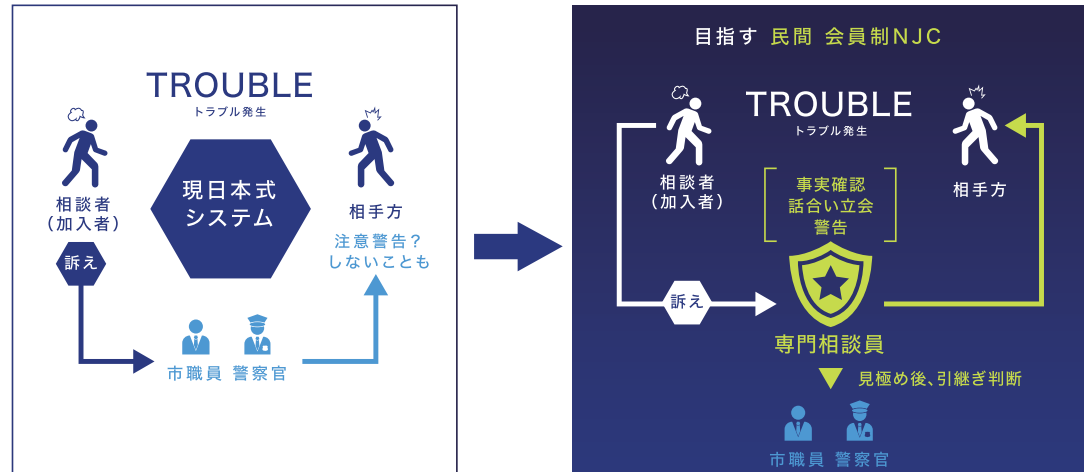 TROUBLE
トラブル発生
相談者
（加入者）
現日本式
システム
相手方
注意警告？
しないことも
訴え
市職員 警察官
目指す 民間 会員制NJC
TROUBLE
トラブル発生
相談者
（加入者）
事実確認
話合い立会
警告
相手方
訴え
専門相談員
見極め後、引継ぎ判断
市職員 警察官